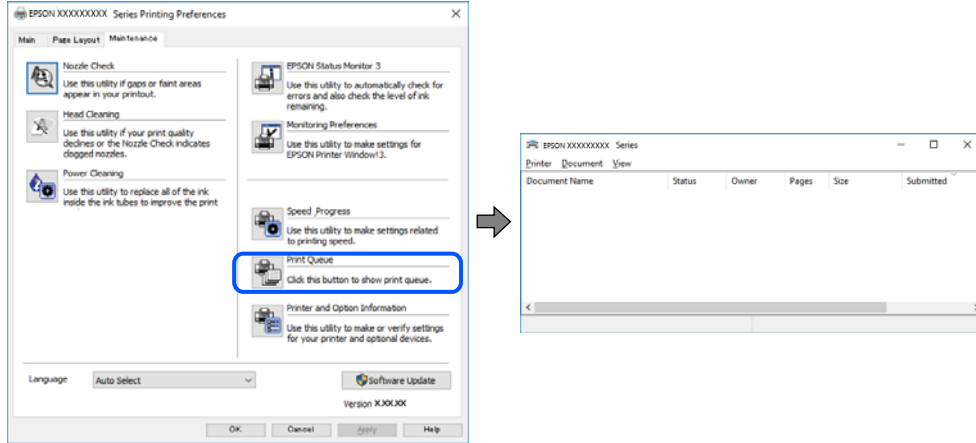 EPSON XXXXXXXXX Series Printing Preferences
Main Page Layout Maintenance
Nozzle Check
Use this utility if gaps or faint areas
appear in your printout.
Head Cleaning
Use this utility if your print quality
declines or the Nozzle Check indicates
clogged nozzles.
Power Cleaning
Use this utility to replace all of the ink
inside the ink tubes to improve the print
EPSON Status Monitor 3
Use this utility to automatically check for
errors and also check the level of ink
remaining.
Monitoring Preferences
Use this utility to make settings for
EPSON Printer Window!3.
Speed Progress
Use this utility to make settings related
to printing speed.
Print Queue
Click this button to show print queue.
Printer and Option Information
Use this utility to make or verify settings
for your printer and optional devices.
Language Auto Select Software Update
Version X.XX.XX
OK Cancel Apply Help
EPSON XXXXXXXXX Series
Printer Document View
Document Name Status Owner Pages Size Submitted